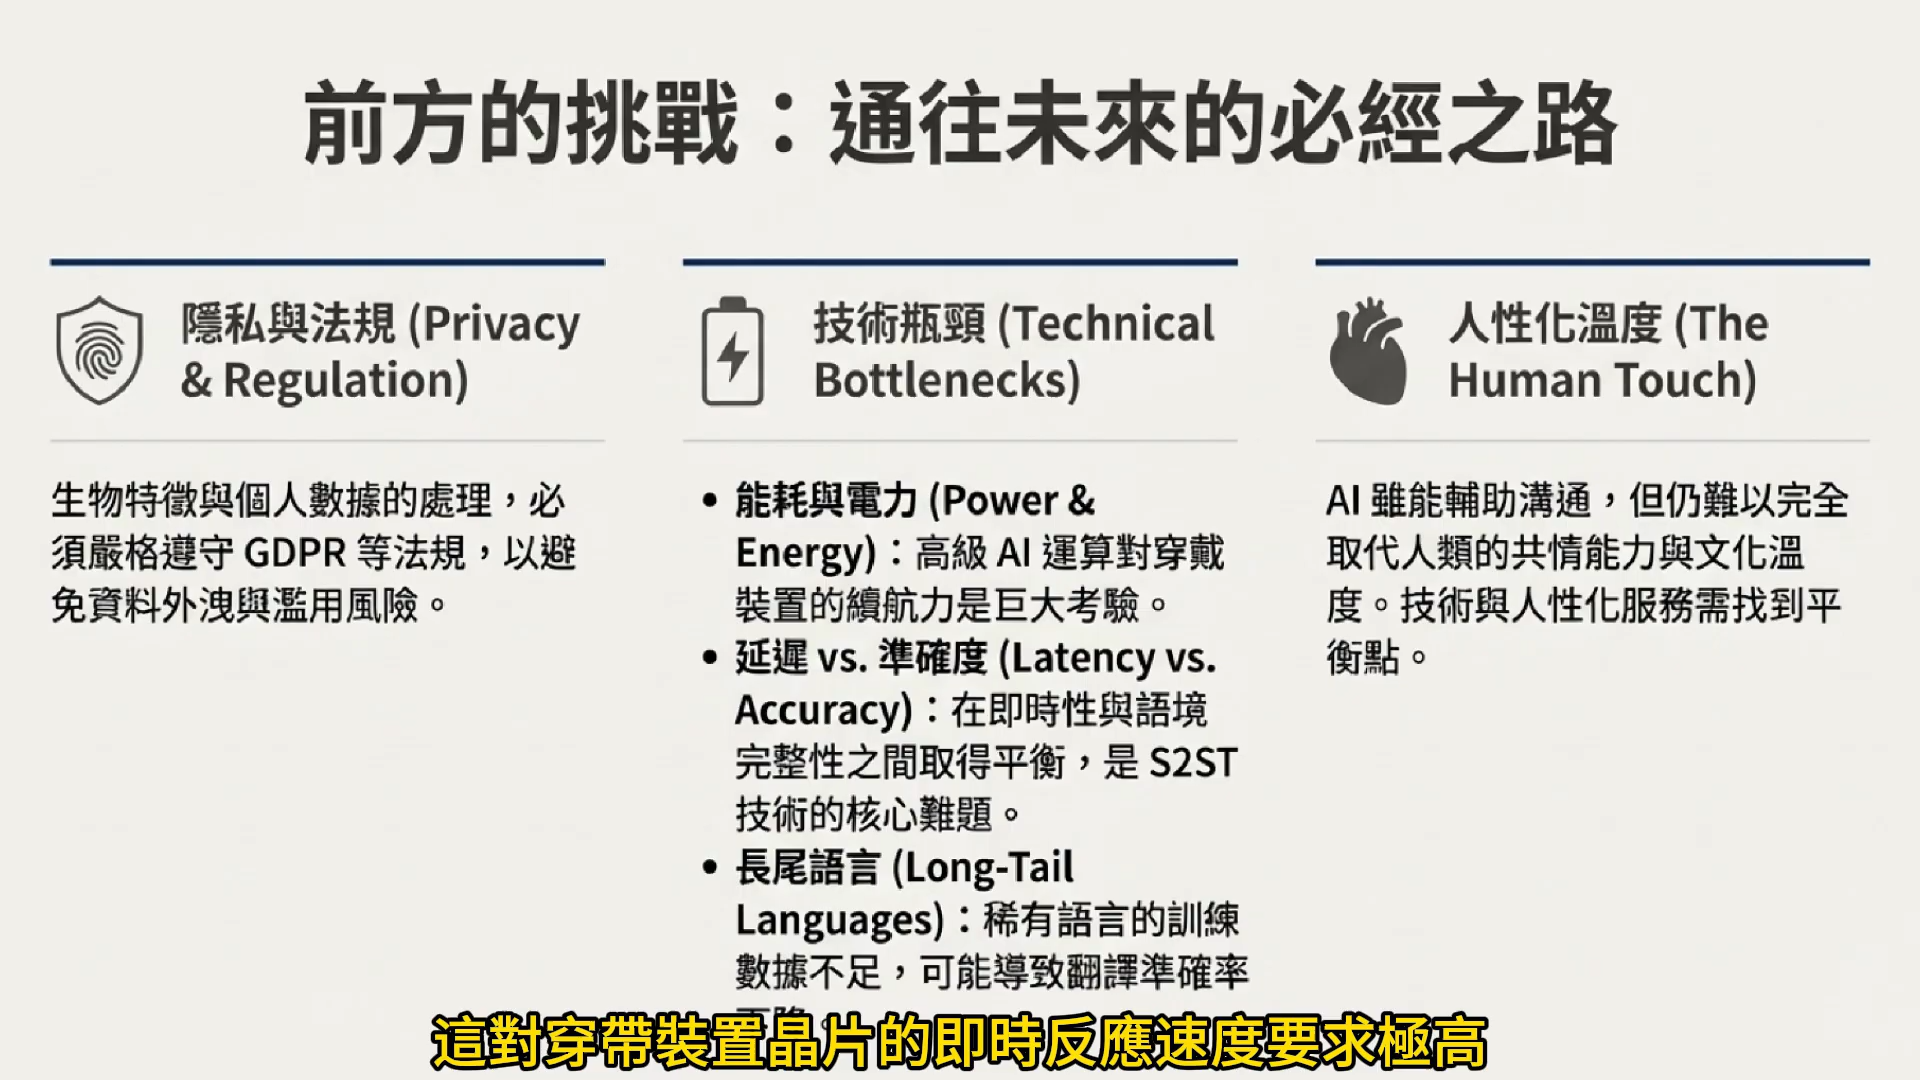 前方的挑戰：通往未來的必經之路
隱私與法規 (Privacy
& Regulation)
生物特徵與個人數據的處理，必
須嚴格遵守 GDPR 等法規，以避
免資料外洩與濫用風險。
技術瓶頸 (Technical
Bottlenecks)
• 能耗與電力 (Power &
Energy)：高級 AI 運算對穿戴
裝置的續航力是巨大考驗。
• 延遲 vs. 準確度 (Latency vs.
Accuracy)：在即時性與語境
完整性之間取得平衡，是 S2ST
技術的核心難題。
• 長尾語言 (Long-Tail
Languages)：稀有語言的訓練
數據不足，可能導致翻譯準確率
人性化溫度 (The
Human Touch)
AI 雖能輔助溝通，但仍難以完全
取代人類的共情能力與文化溫
度。技術與人性化服務需找到平
衡點。
這對穿帶裝置晶片的即時反應速度要求極高